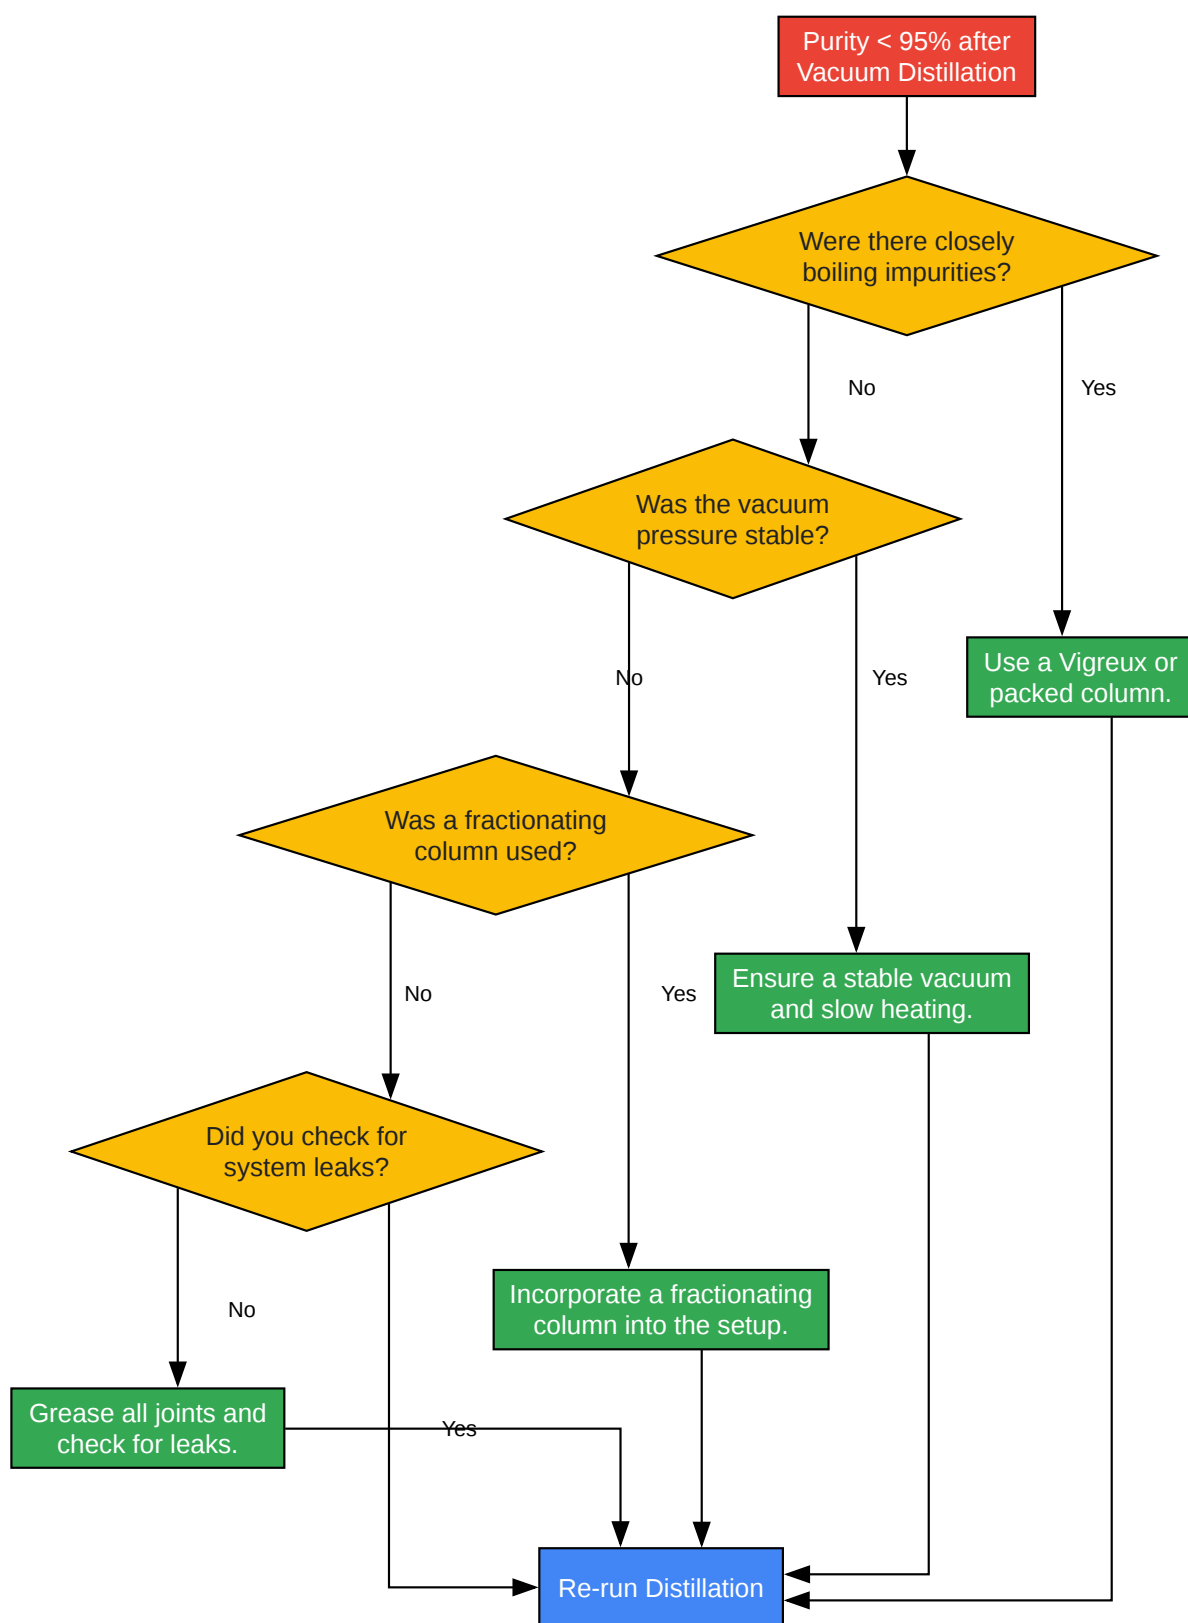 Purity < 95% after
Vacuum Distillation
Were there closely
boiling impurities?
No
Yes
Was the vacuum
pressure stable?
Use a Vigreux or
packed column.
No
Yes
Was a fractionating
column used?
Ensure a stable vacuum
and slow heating.
No
Yes
Did you check for
system leaks?
Incorporate a fractionating
column into the setup.
No
Grease all joints and
check for leaks.
Yes
Re-run Distillation